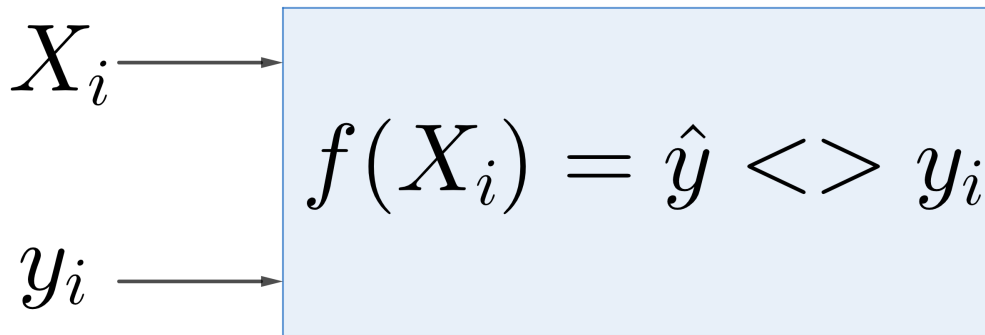 X_i
f(X_i) = ŷ <> y_i
y_i